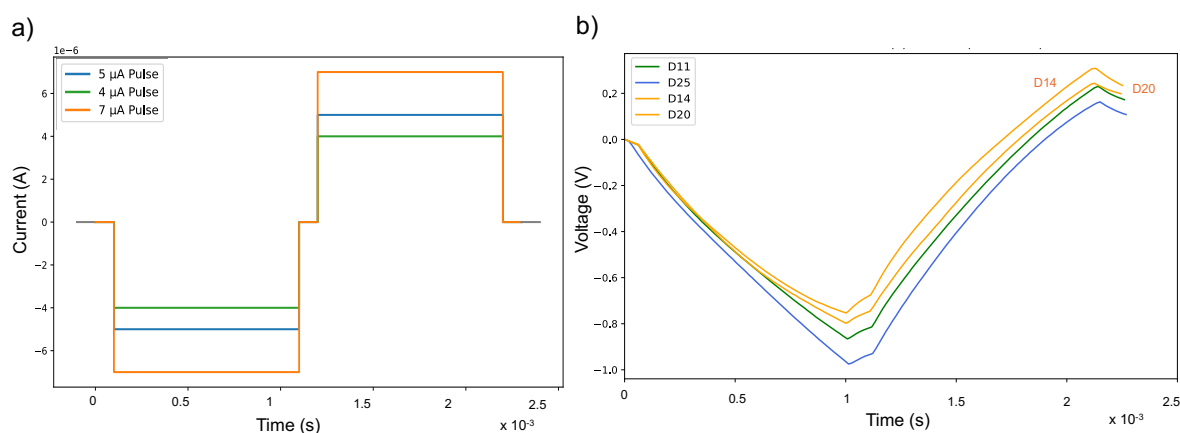 a)
1e−6
5 μA Pulse
4 μA Pulse
7 μA Pulse
6
4
2
0
−2
−4
−6
Current (A)
0
0.5
1
1.5
2.0
2.5
Time (s)
x 10-3
b)
D11
D25
D14
D20
D14
D20
0.2
0.0
−0.2
−0.4
−0.6
−0.8
−1.0
Voltage (V)
0
0.5
1
1.5
2
2.5
Time (s)
x 10-3